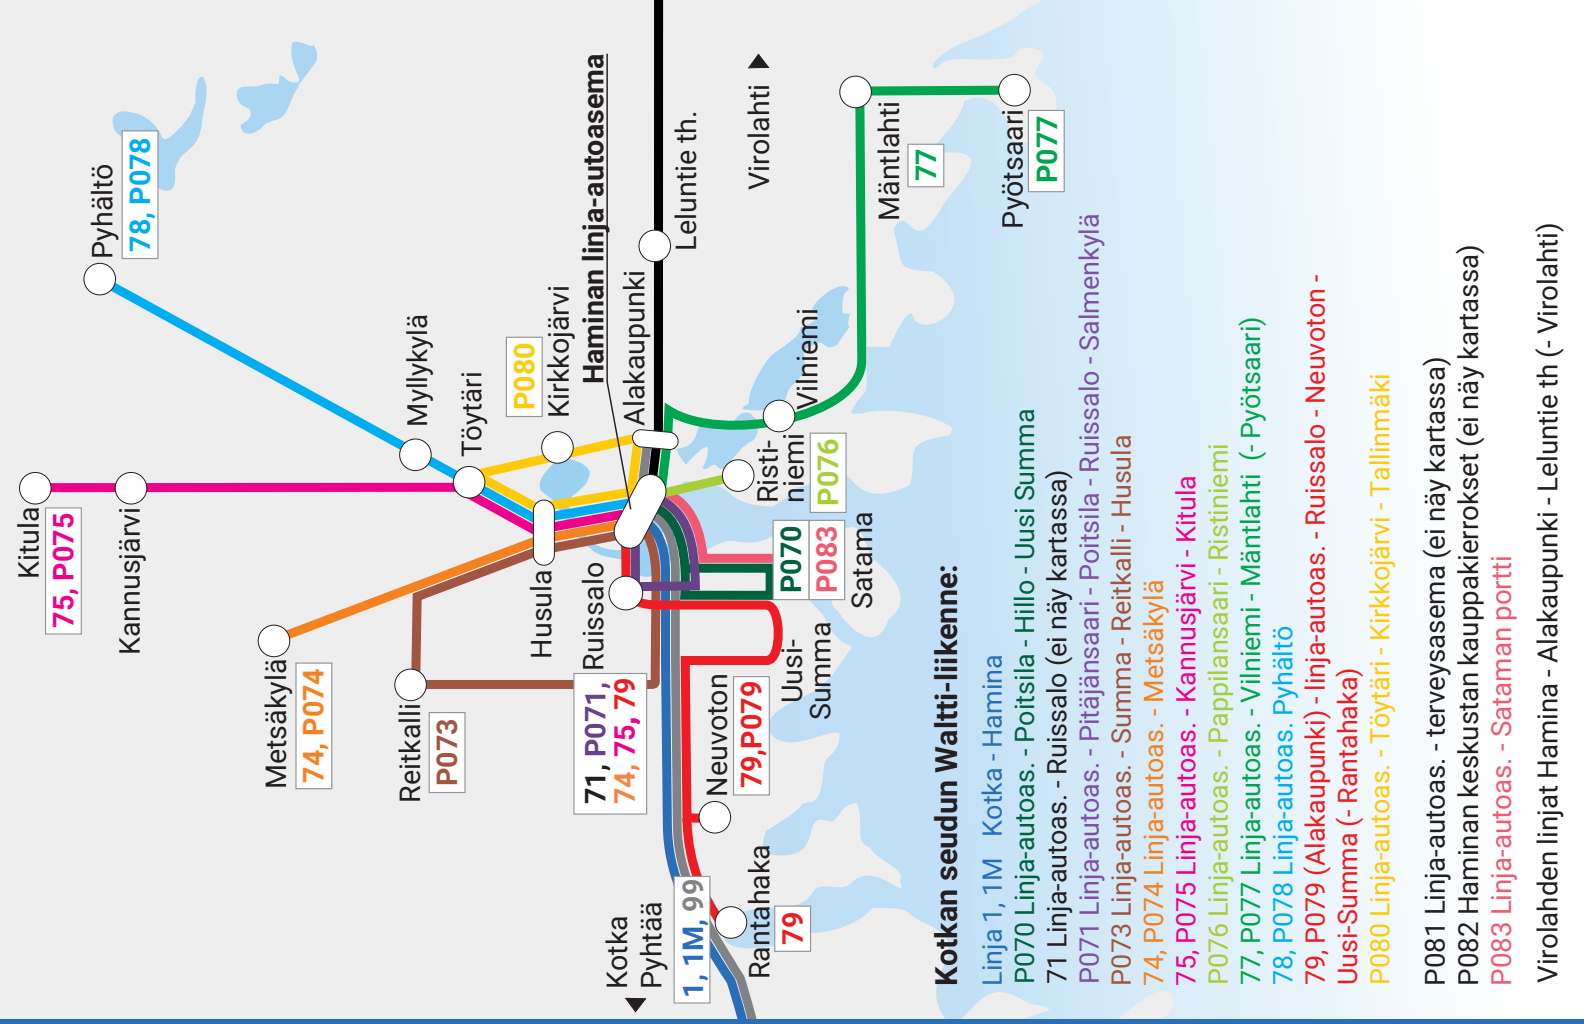 Kitula
75, P075
Kannusjärvi
Pyhältö
78, P078
Metsäkylä
74, P074
Reitkalli
P073
Myllykylä
Töytäri
P080
Kirkkojärvi
Haminan linja-autoasema
Alakaupunki
Leluntie th.
Virolahti
Husula
Ruissalo
71, P071,
74, 75, 79
Mäntlahti
77
Pyötsaari
P077
Vilniemi
Risti-
niemi
P076
P070
P083
Satama
Uusi-
Summa
Neuvoton
79,P079
Kotka
Pyhtää
1, 1M, 99
Rantahaka
79
Kotkan seudun Waltti-liikenne:
Linja 1, 1M Kotka - Hamina
P070 Linja-autoas. - Poitsila - Hillo - Uusi Summa
71 Linja-autoas. - Ruissalo (ei näy kartassa)
P071 Linja-autoas. - Pitäjänsaari - Poitsila - Ruissalo - Salmenkylä
P073 Linja-autoas. - Summa - Reitkalli - Husula
74, P074 Linja-autoas. - Metsäkylä
75, P075 Linja-autoas. - Kannusjärvi - Kitula
P076 Linja-autoas. - Pappilansaari - Ristiniemi
77, P077 Linja-autoas. - Vilniemi - Mäntlahti (- Pyötsaari)
78, P078 Linja-autoas. Pyhältö
79, P079 (Alakaupunki) - linja-autoas. - Ruissalo - Neuvoton -
Uusi-Summa (- Rantahaka)
P080 Linja-autoas. - Töytäri - Kirkkojärvi - Tallinmäki
P081 Linja-autoas. - terveysasema (ei näy kartassa)
P082 Haminan keskustan kauppakierrokset (ei näy kartassa)
P083 Linja-autoas. - Sataman portti
Virolahden linjat Hamina - Alakaupunki - Leluntie th (- Virolahti)